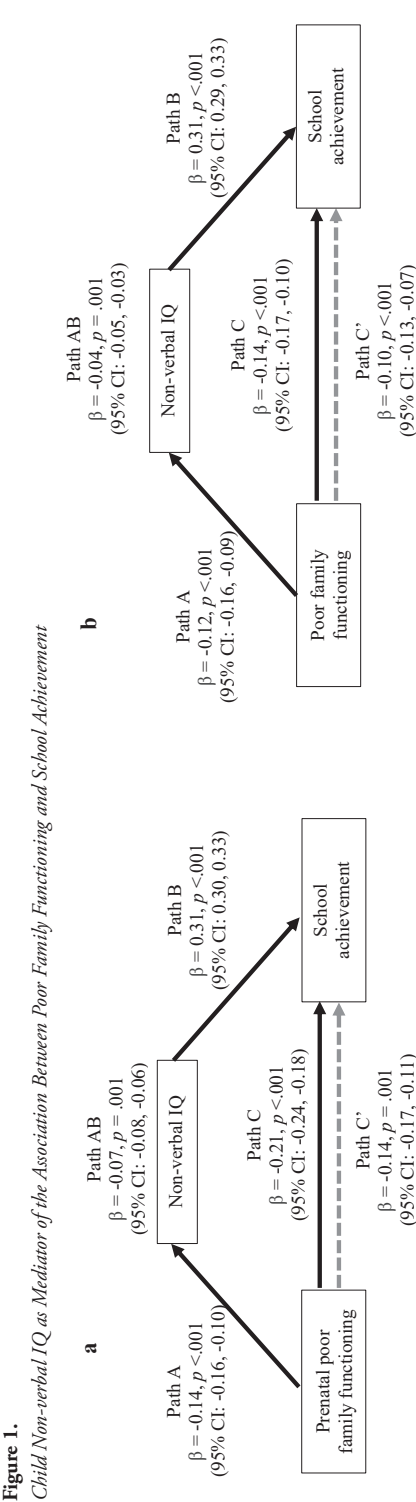 Figure 1.
Child Non-verbal IQ as Mediator of the Association Between Poor Family Functioning and School Achievement
a
Path AB
β = -0.07, p = .001
(95% CI: -0.08, -0.06)
Non-verbal IQ
Path A
β = -0.14, p <.001
(95% CI: -0.16, -0.10)
Path B
β = 0.31, p <.001
(95% CI: 0.30, 0.33)
Path C
β = -0.21, p <.001
(95% CI: -0.24, -0.18)
Prenatal poor
family functioning
School
achievement
Path C’
β = -0.14, p = .001
(95% CI: -0.17, -0.11)
b
Path AB
β = -0.04, p = .001
(95% CI: -0.05, -0.03)
Non-verbal IQ
Path A
β = -0.12, p <.001
(95% CI: -0.16, -0.09)
Path B
β = 0.31, p <.001
(95% CI: 0.29, 0.33)
Path C
β = -0.14, p <.001
(95% CI: -0.17, -0.10)
Poor family
functioning
School
achievement
Path C’
β = -0.10, p <.001
(95% CI: -0.13, -0.07)